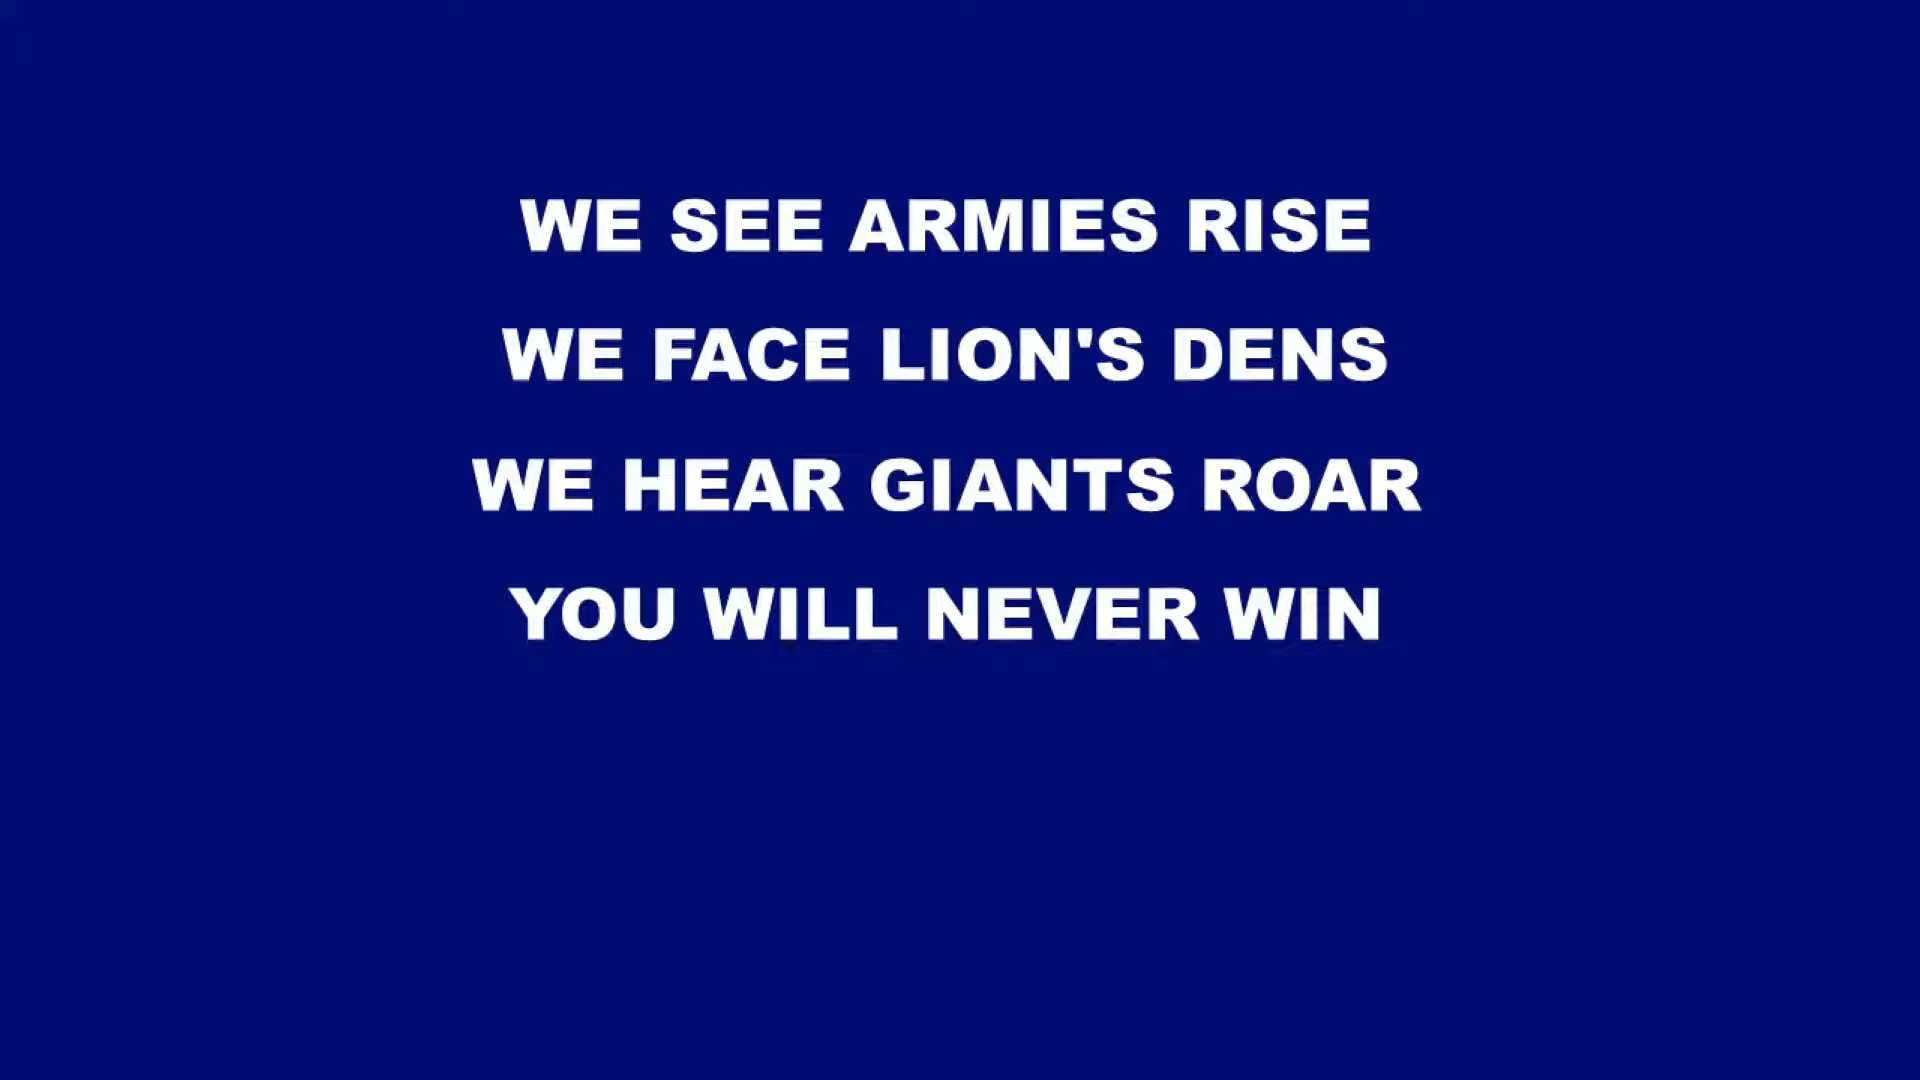 WE SEE ARMIES RISE
WE FACE LION'S DENS
WE HEAR GIANTS ROAR
YOU WILL NEVER WIN